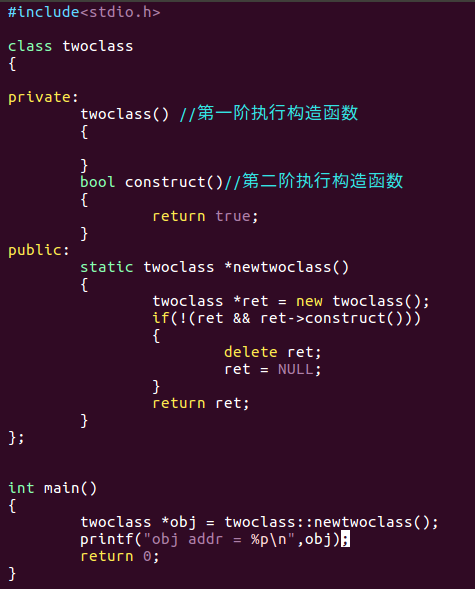 #include<stdio.h>
class twoclass
{
private:
twoclass() //第一阶执行构造函数
{
}
bool construct()//第二阶执行构造函数
{
return true;
}
public:
static twoclass *newtwoclass()
{
twoclass *ret = new twoclass();
if(!(ret && ret->construct()))
{
delete ret;
ret = NULL;
}
return ret;
}
};
int main()
{
twoclass *obj = twoclass::newtwoclass();
printf("obj addr = %p\n",obj);
return 0;
}